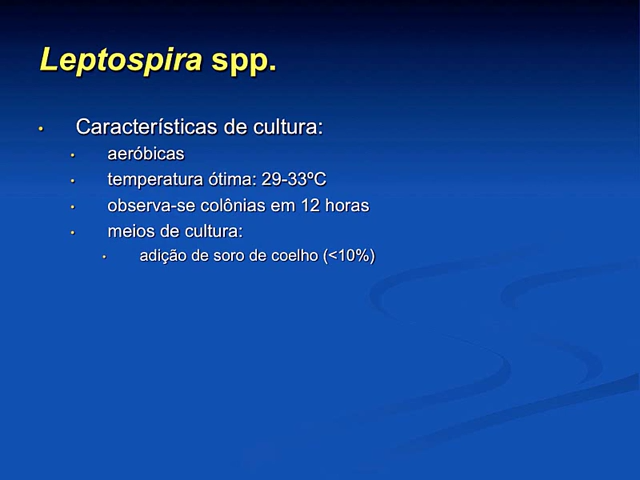 Leptospira spp.
• Características de cultura:
• aeróbicas
• temperatura ótima: 29-33ºC
• observa-se colônias em 12 horas
• meios de cultura:
• adição de soro de coelho (<10%)